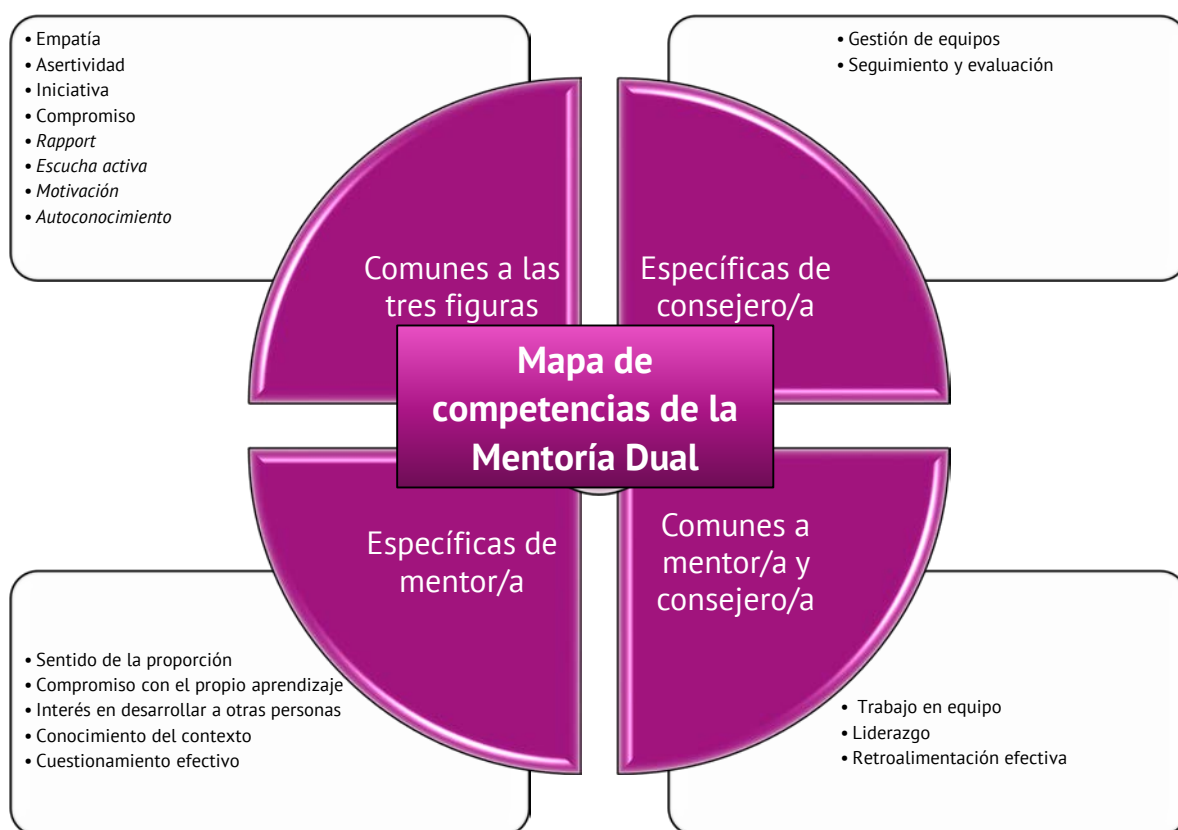 • Empatía
• Asertividad
• Iniciativa
• Compromiso
• Rapport
• Escucha activa
• Motivación
• Autoconocimiento
• Gestión de equipos
• Seguimiento y evaluación
Comunes a las
tres figuras
Específicas de
consejero/a
Mapa de
competencias de la
Mentoría Dual
Específicas de
mentor/a
Comunes a
mentor/a y
consejero/a
• Sentido de la proporción
• Compromiso con el propio aprendizaje
• Interés en desarrollar a otras personas
• Conocimiento del contexto
• Cuestionamiento efectivo
• Trabajo en equipo
• Liderazgo
• Retroalimentación efectiva